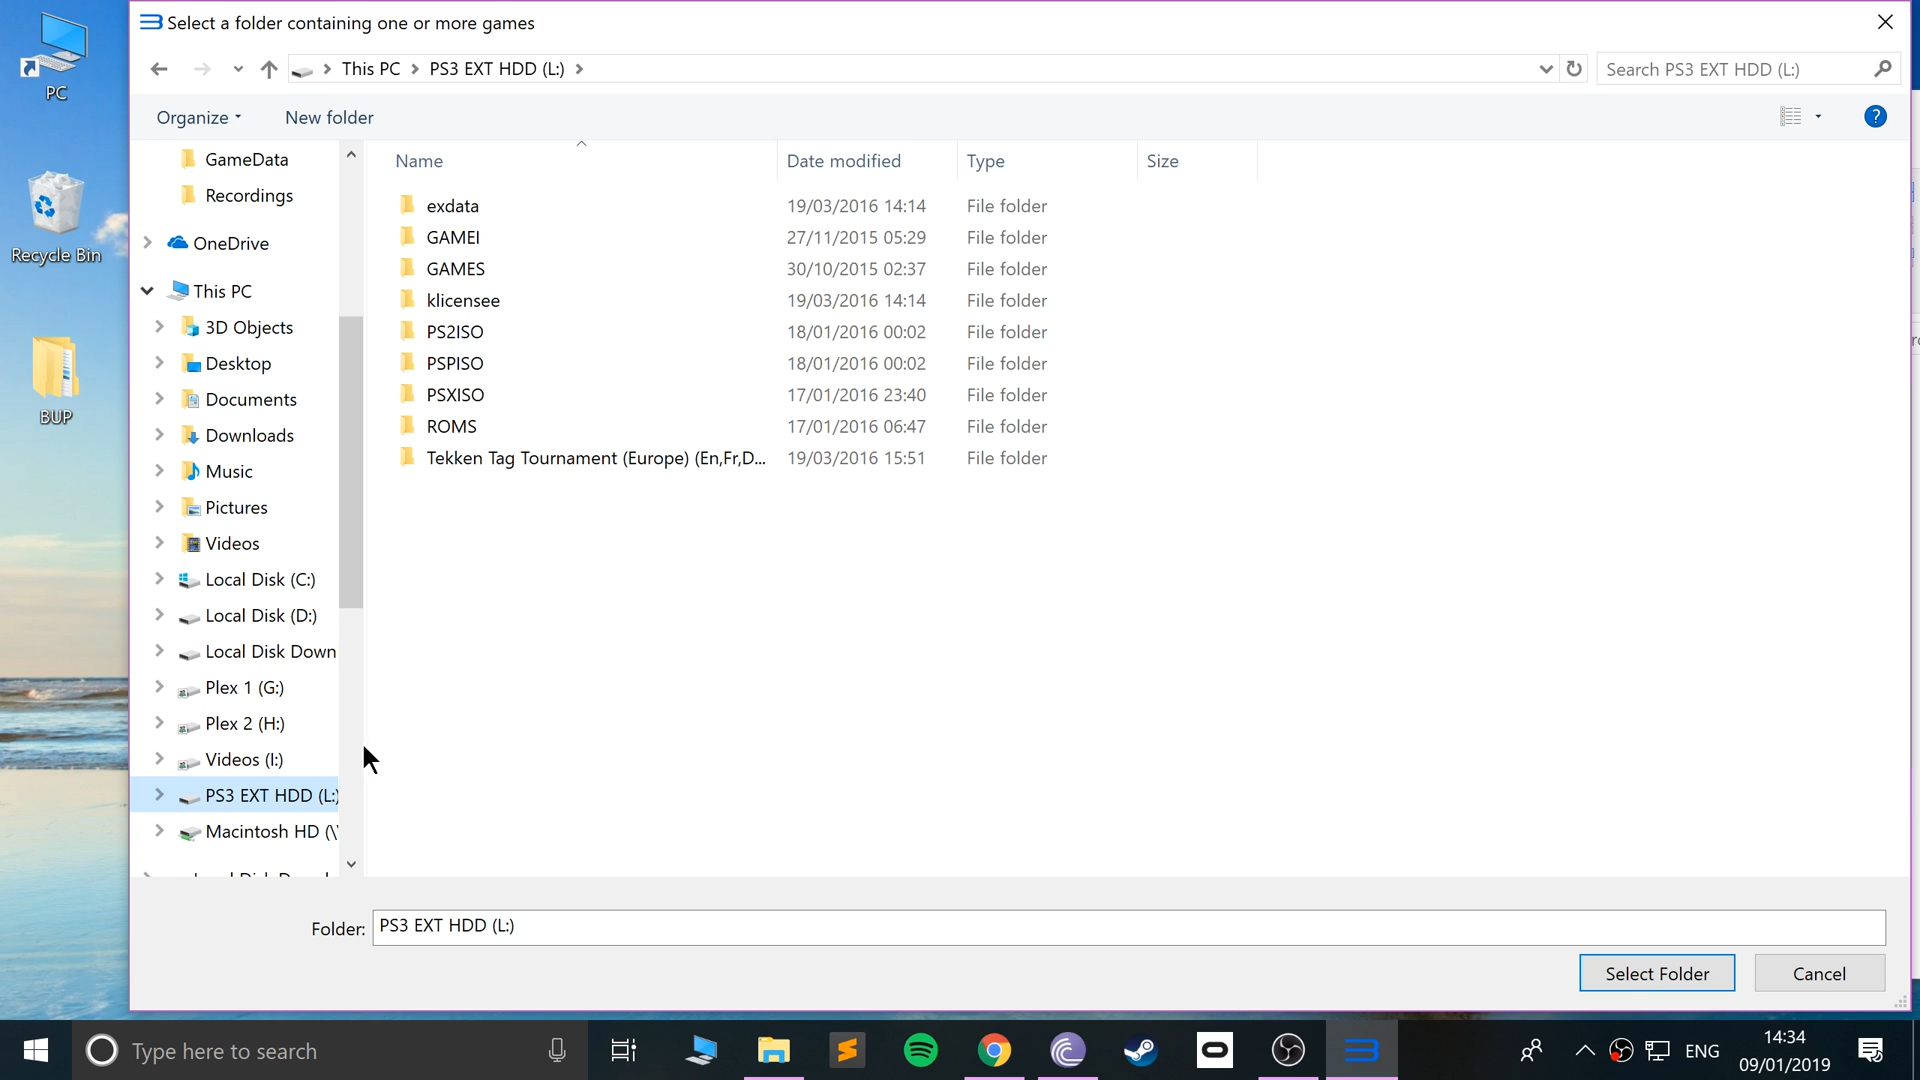 PC
Recycle Bin
BUP
Select a folder containing one or more games
This PC
PS3 EXT HDD (L:)
Search PS3 EXT HDD (L:)
Organize
New folder
?
GameData
Recordings
OneDrive
This PC
3D Objects
Desktop
Documents
Downloads
Music
Pictures
Videos
Local Disk (C:)
Local Disk (D:)
Local Disk Down
Plex 1 (G:)
Plex 2 (H:)
Videos (I:)
PS3 EXT HDD (L:)
Macintosh HD (\\
Name Date modified Type Size
exdata 19/03/2016 14:14 File folder
GAMEI 27/11/2015 05:29 File folder
GAMES 30/10/2015 02:37 File folder
klicensee 19/03/2016 14:14 File folder
PS2ISO 18/01/2016 00:02 File folder
PSPISO 18/01/2016 00:02 File folder
PSXISO 17/01/2016 23:40 File folder
ROMS 17/01/2016 06:47 File folder
Tekken Tag Tournament (Europe) (En,Fr,D... 19/03/2016 15:51 File folder
Folder: PS3 EXT HDD (L:)
Select Folder
Cancel
Type here to search
ENG
14:34
09/01/2019